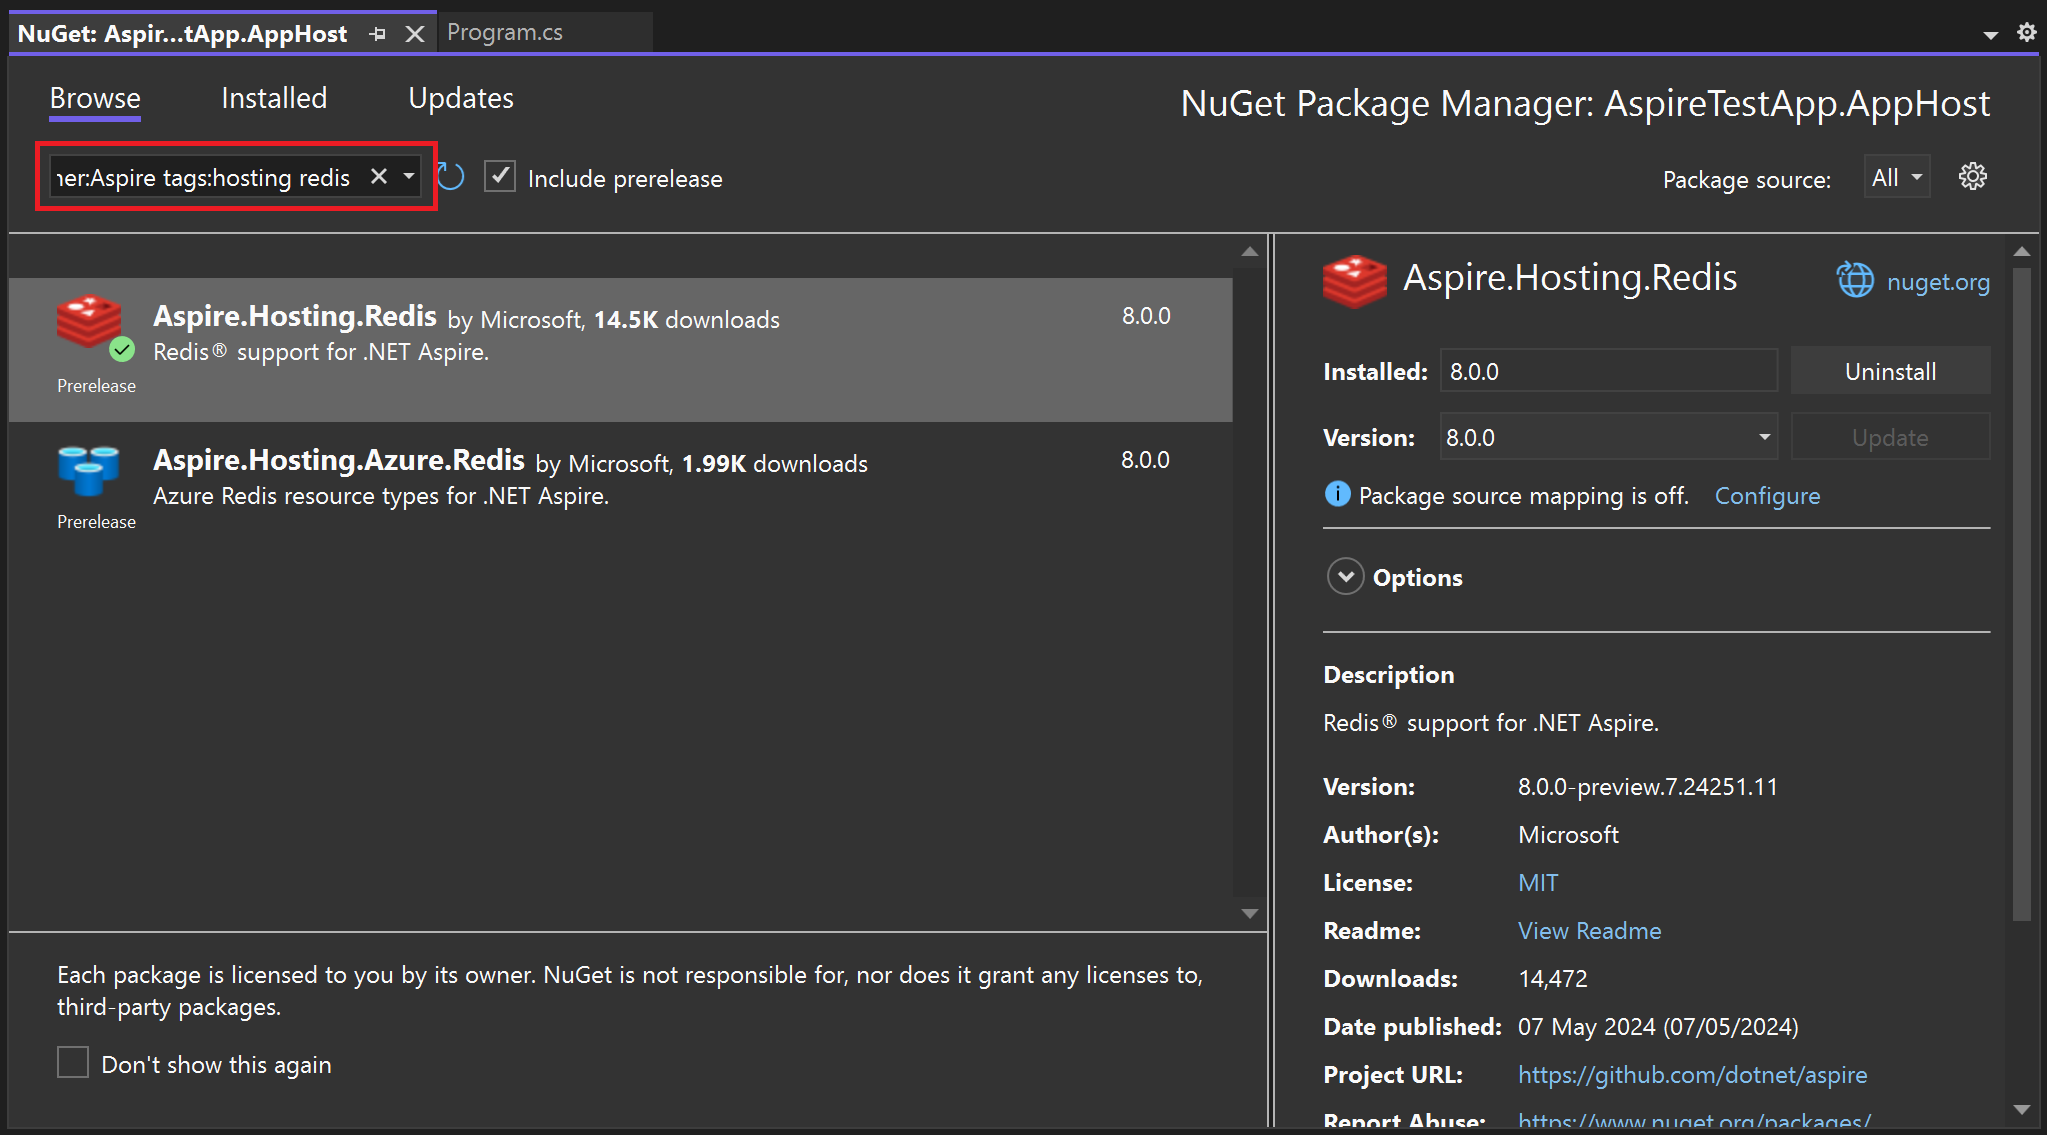 NuGet: Aspir...tApp.AppHost
Program.cs
Browse Installed Updates
NuGet Package Manager: AspireTestApp.AppHost
ner:Aspire tags:hosting redis
Include prerelease
Package source: All
Aspire.Hosting.Redis by Microsoft, 14.5K downloads 8.0.0
Redis® support for .NET Aspire.
Prerelease
Aspire.Hosting.Azure.Redis by Microsoft, 1.99K downloads 8.0.0
Azure Redis resource types for .NET Aspire.
Prerelease
Each package is licensed to you by its owner. NuGet is not responsible for, nor does it grant any licenses to,
third-party packages.
Don't show this again
Aspire.Hosting.Redis nuget.org
Installed: 8.0.0 Uninstall
Version: 8.0.0 Update
Package source mapping is off. Configure
Options
Description
Redis® support for .NET Aspire.
Version: 8.0.0-preview.7.24251.11
Author(s): Microsoft
License: MIT
Readme: View Readme
Downloads: 14,472
Date published: 07 May 2024 (07/05/2024)
Project URL: https://github.com/dotnet/aspire
Report Abuse: https://www.nuget.org/packages/